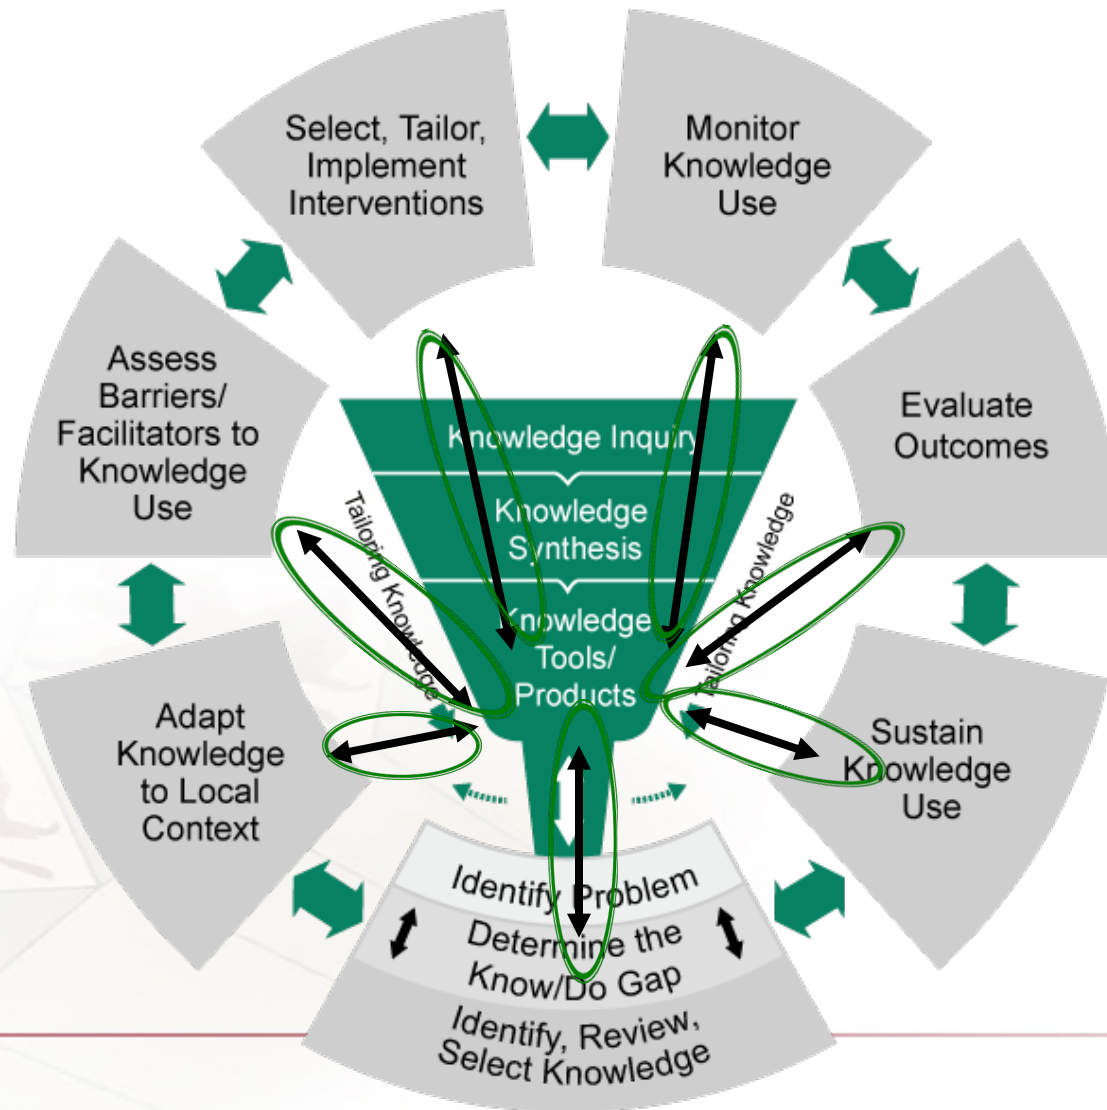 Select, Tailor,
Implement
Interventions
Monitor
Knowledge
Use
Assess
Barriers/
Facilitators to
Knowledge
Use
Evaluate
Outcomes
Knowledge Inquiry
Knowledge
Synthesis
Knowledge
Tools/
Products
Tailoring Knowledge
Tailoring Knowledge
Adapt
Knowledge
to Local
Context
Sustain
Knowledge
Use
Identify Problem
Determine the
Know/Do Gap
Identify, Review,
Select Knowledge